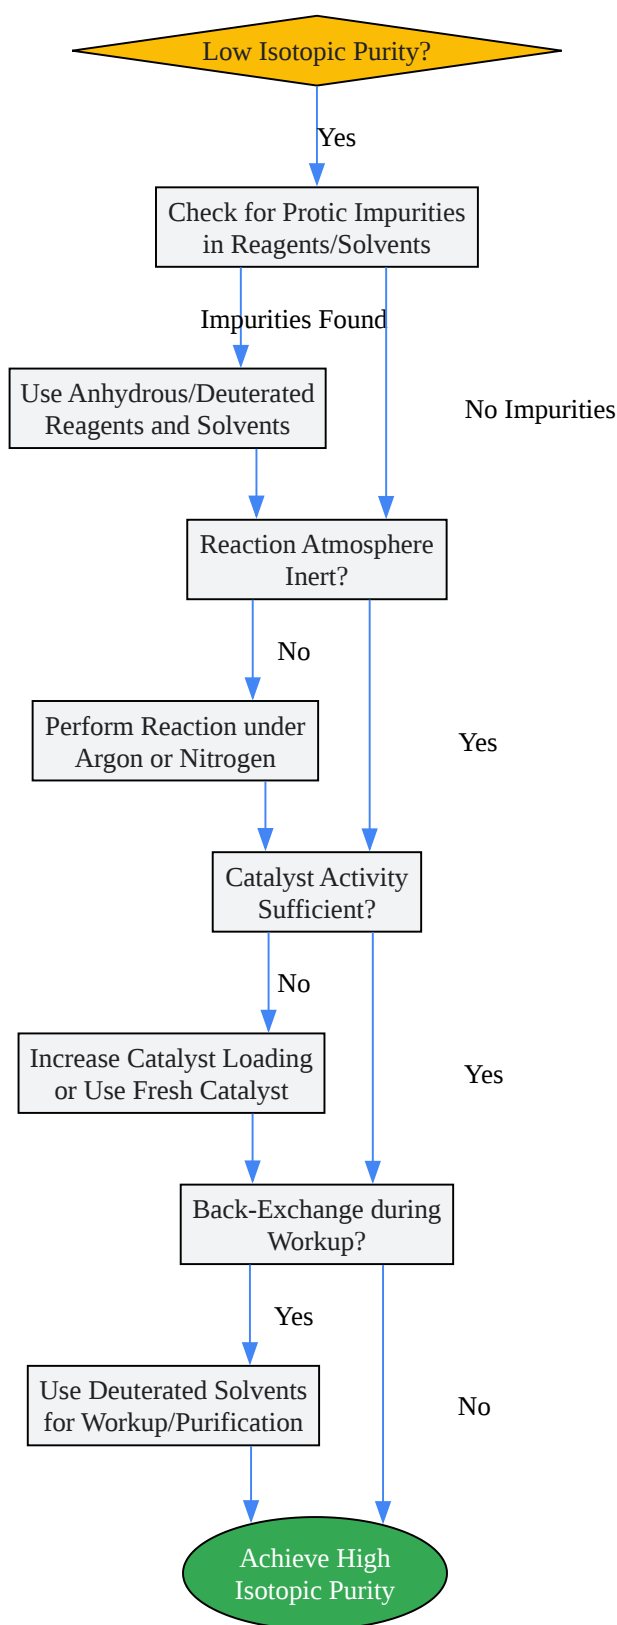 Low Isotopic Purity?
Yes
Check for Protic Impurities
in Reagents/Solvents
Impurities Found
Use Anhydrous/Deuterated
Reagents and Solvents
No Impurities
Reaction Atmosphere
Inert?
No
Perform Reaction under
Argon or Nitrogen
Yes
Catalyst Activity
Sufficient?
No
Increase Catalyst Loading
or Use Fresh Catalyst
Yes
Back-Exchange during
Workup?
Yes
Use Deuterated Solvents
for Workup/Purification
No
Achieve High
Isotopic Purity